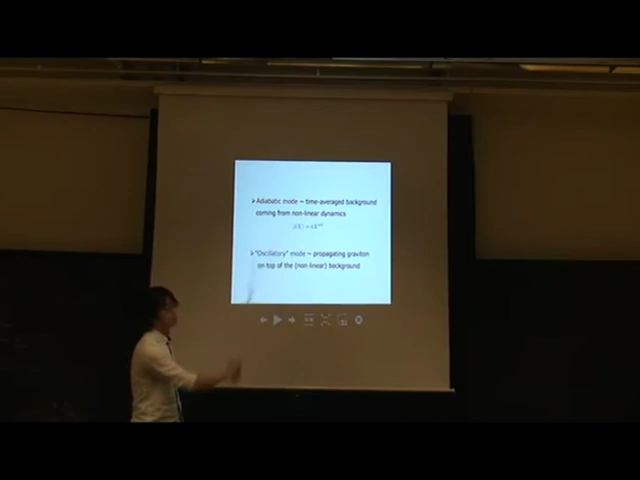 ➤Adiabatic mode ~ time-averaged background
coming from non-linear dynamics
➤"Oscillatory" mode ~ propagating graviton
on top of the (non-linear) background